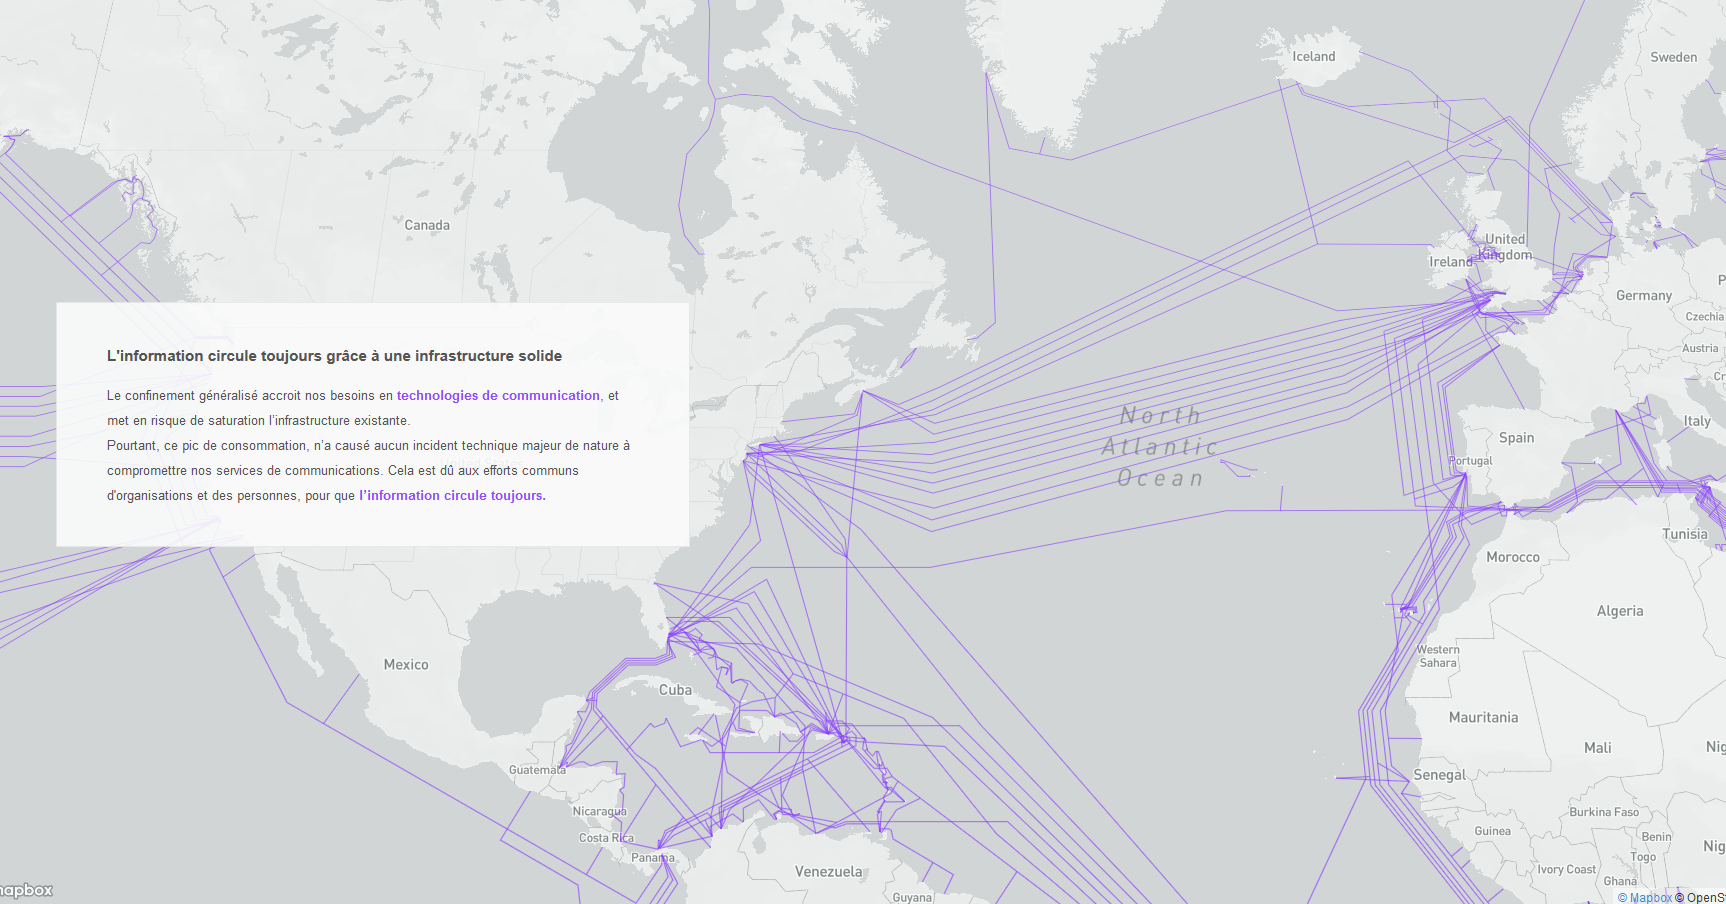 Iceland
Sweden
Canada
United
Kingdom
Ireland
Germany
Czechia
Austria
L'information circule toujours grâce à une infrastructure solide
Le confinement généralisé accroit nos besoins en technologies de communication, et
met en risque de saturation l'infrastructure existante.
Pourtant, ce pic de consommation, n'a causé aucun incident technique majeur de nature à
compromettre nos services de communications. Cela est dû aux efforts communs
d'organisations et des personnes, pour que l'information circule toujours.
North
Atlantic
Ocean
Spain
Portugal
Italy
Tunisia
Morocco
Algeria
Western
Sahara
Mexico
Cuba
Mauritania
Mali
Guatemala
Senegal
Nicaragua
Burkina Faso
Costa Rica
Guinea
Benin
Panama
Togo
Venezuela
Ivory Coast
Ghana
Guyana
mapbox
© Mapbox © OpenSt